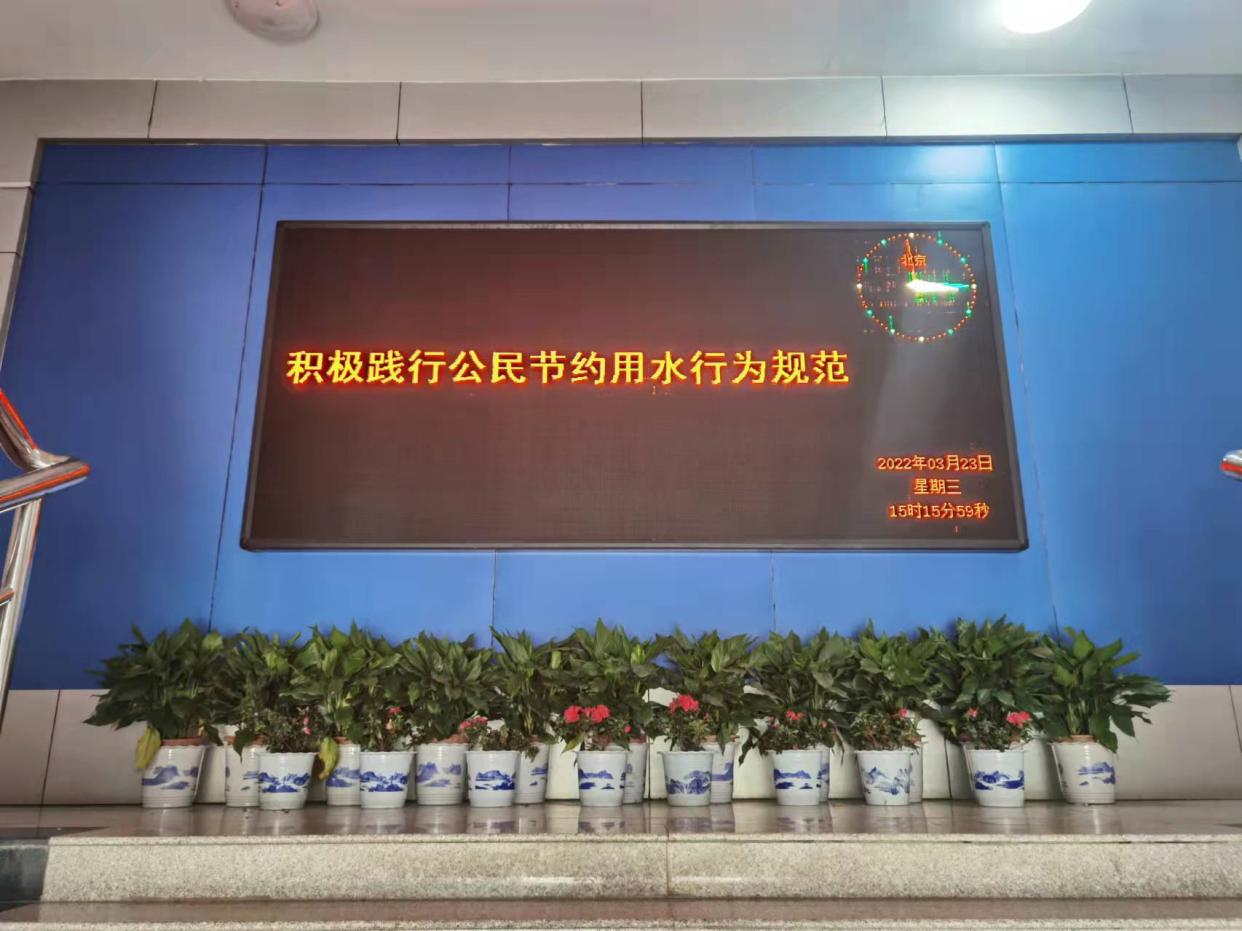 北京
积极践行公民节约用水行为规范
2022年03月23日
星期三
15时15分59秒